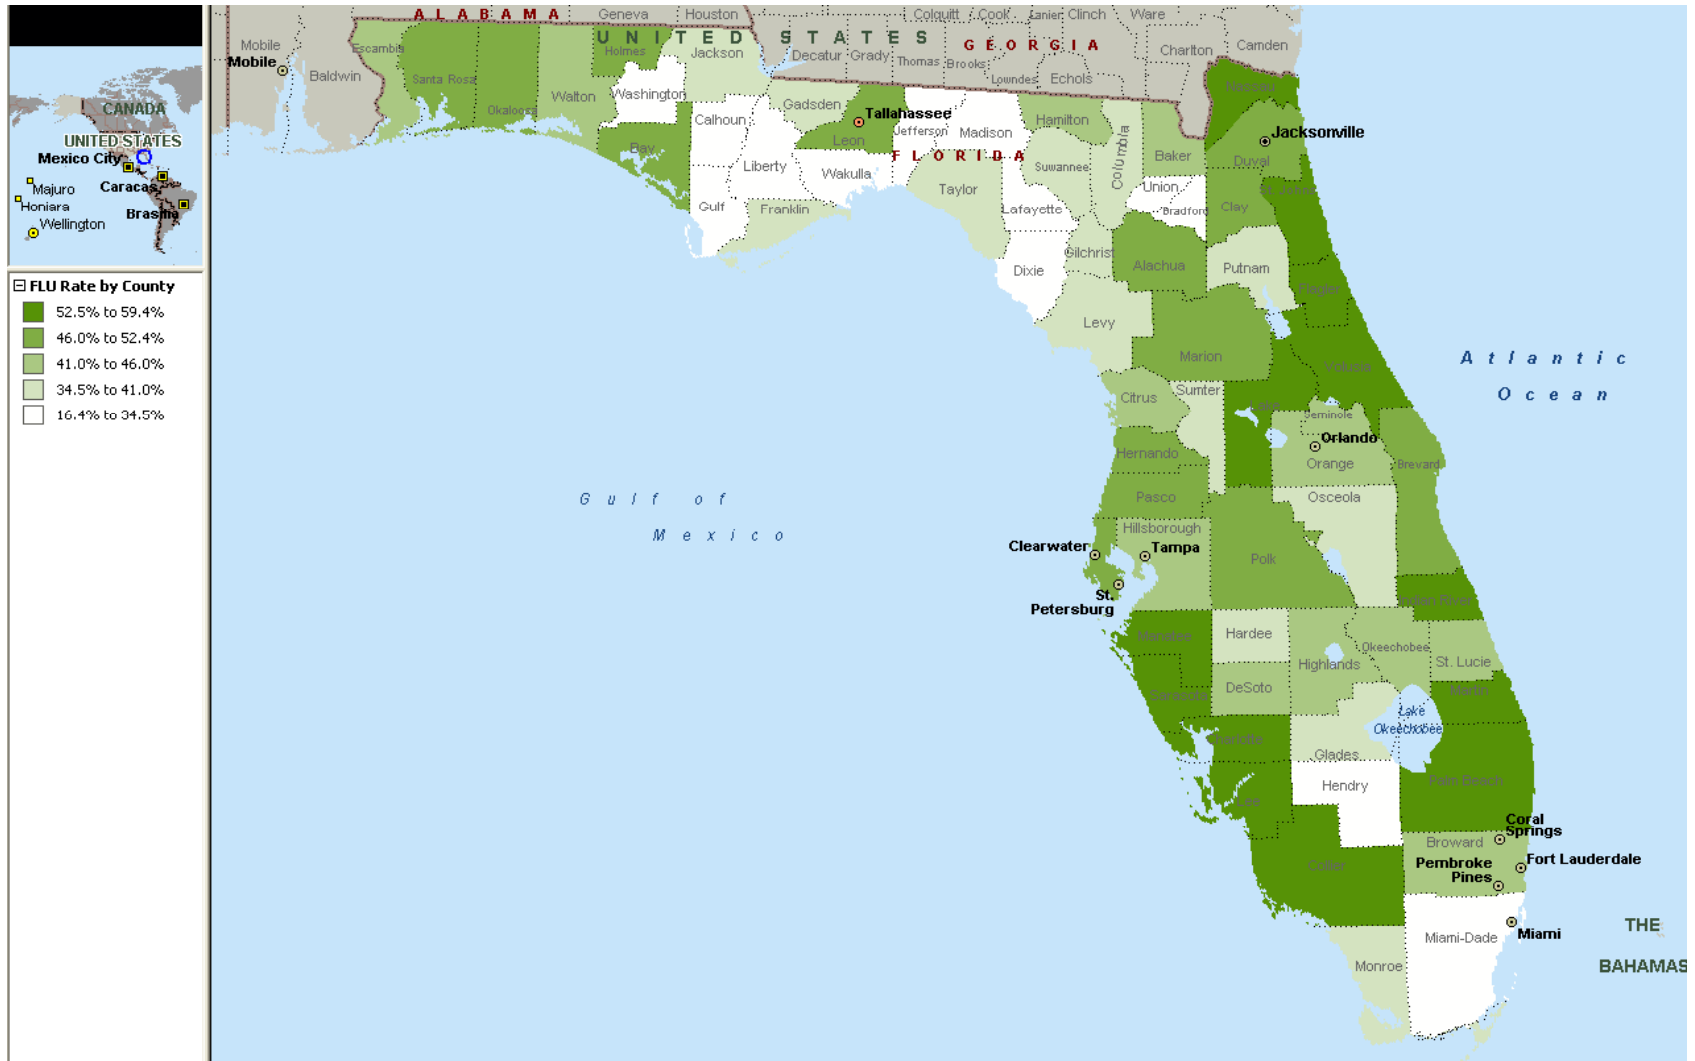 CANADA
UNITED STATES
Mexico City
Majuro
Caracas
Honiara
Brasilia
Wellington
FLU Rate by County
52.5% to 59.4%
46.0% to 52.4%
41.0% to 46.0%
34.5% to 41.0%
16.4% to 34.5%
ALABAMA
Geneva
Houston
Colquitt
Cook
Lanier
Clinch
Ware
UNITED STATES
GEORGIA
Mobile
Mobile
Baldwin
Escambia
Holmes
Jackson
Decatur
Grady
Thomas
Brooks
Lowndes
Echols
Charlton
Camden
Santa Rosa
Okaloosa
Walton
Washington
Nassau
Calhoun
Gadsden
Tallahassee
Hamilton
Jacksonville
Bay
Leon
Jefferson
Madison
Columbia
Baker
Duval
FLORIDA
Liberty
Wakulla
Suwannee
Taylor
Union
St. Johns
Gulf
Franklin
Lafayette
Bradford
Clay
Gilchrist
Dixie
Alachua
Putnam
Flagler
Levy
Marion
Volusia
Atlantic
Ocean
Citrus
Sumter
Lake
Seminole
Orlando
Hernando
Orange
Brevard
Gulf of
Mexico
Pasco
Osceola
Hillsborough
Clearwater
Tampa
Polk
St.
Petersburg
Indian River
Manatee
Hardee
Okeechobee
Highlands
St. Lucie
Sarasota
DeSoto
Martin
Lake
Okeechobee
Charlotte
Glades
Hendry
Palm Beach
Lee
Coral
Springs
Broward
Collier
Pembroke
Pines
Fort Lauderdale
Miami-Dade
Miami
Monroe
THE
BAHAMAS